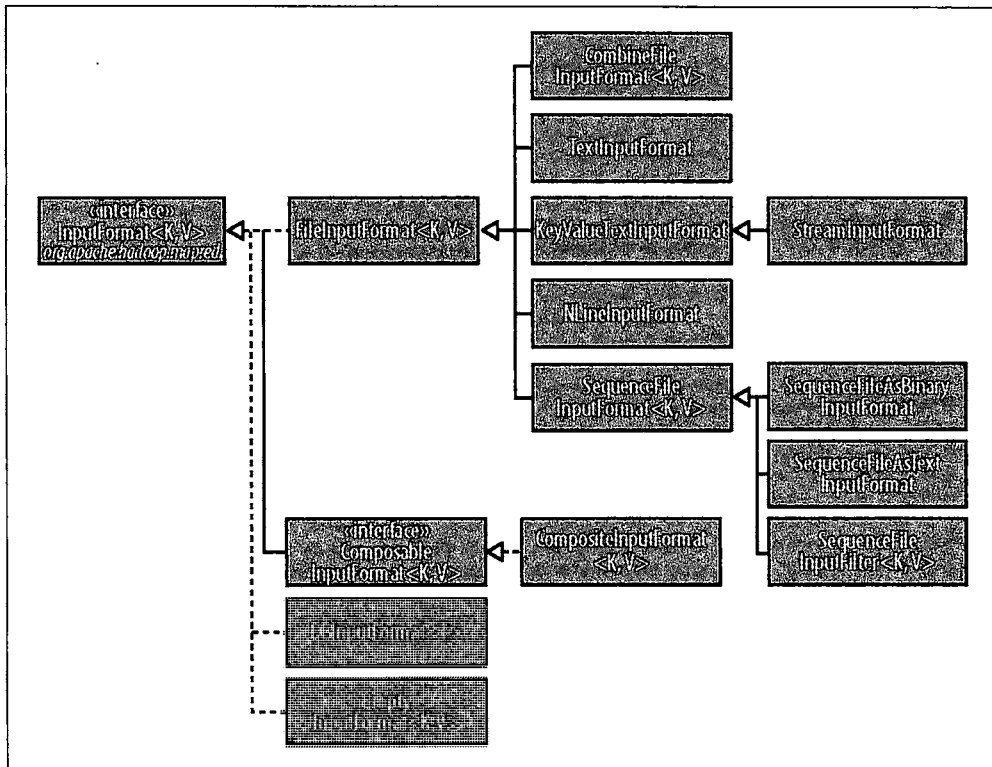 CombineFile
InputFormat<K,V>
TextInputFormat
«interface»
InputFormat<K,V>
org.apache.hadoop.mapred
FileInputFormat<K,V>
KeyValueTextInputFormat
StreamInputFormat
NLineInputFormat
SequenceFile
InputFormat<K,V>
SequenceFileAsBinary
InputFormat
SequenceFileAsText
InputFormat
SequenceFile
InputFilter<K,V>
«interface»
Composable
InputFormat<K,V>
CompositeInputFormat
<K,V>